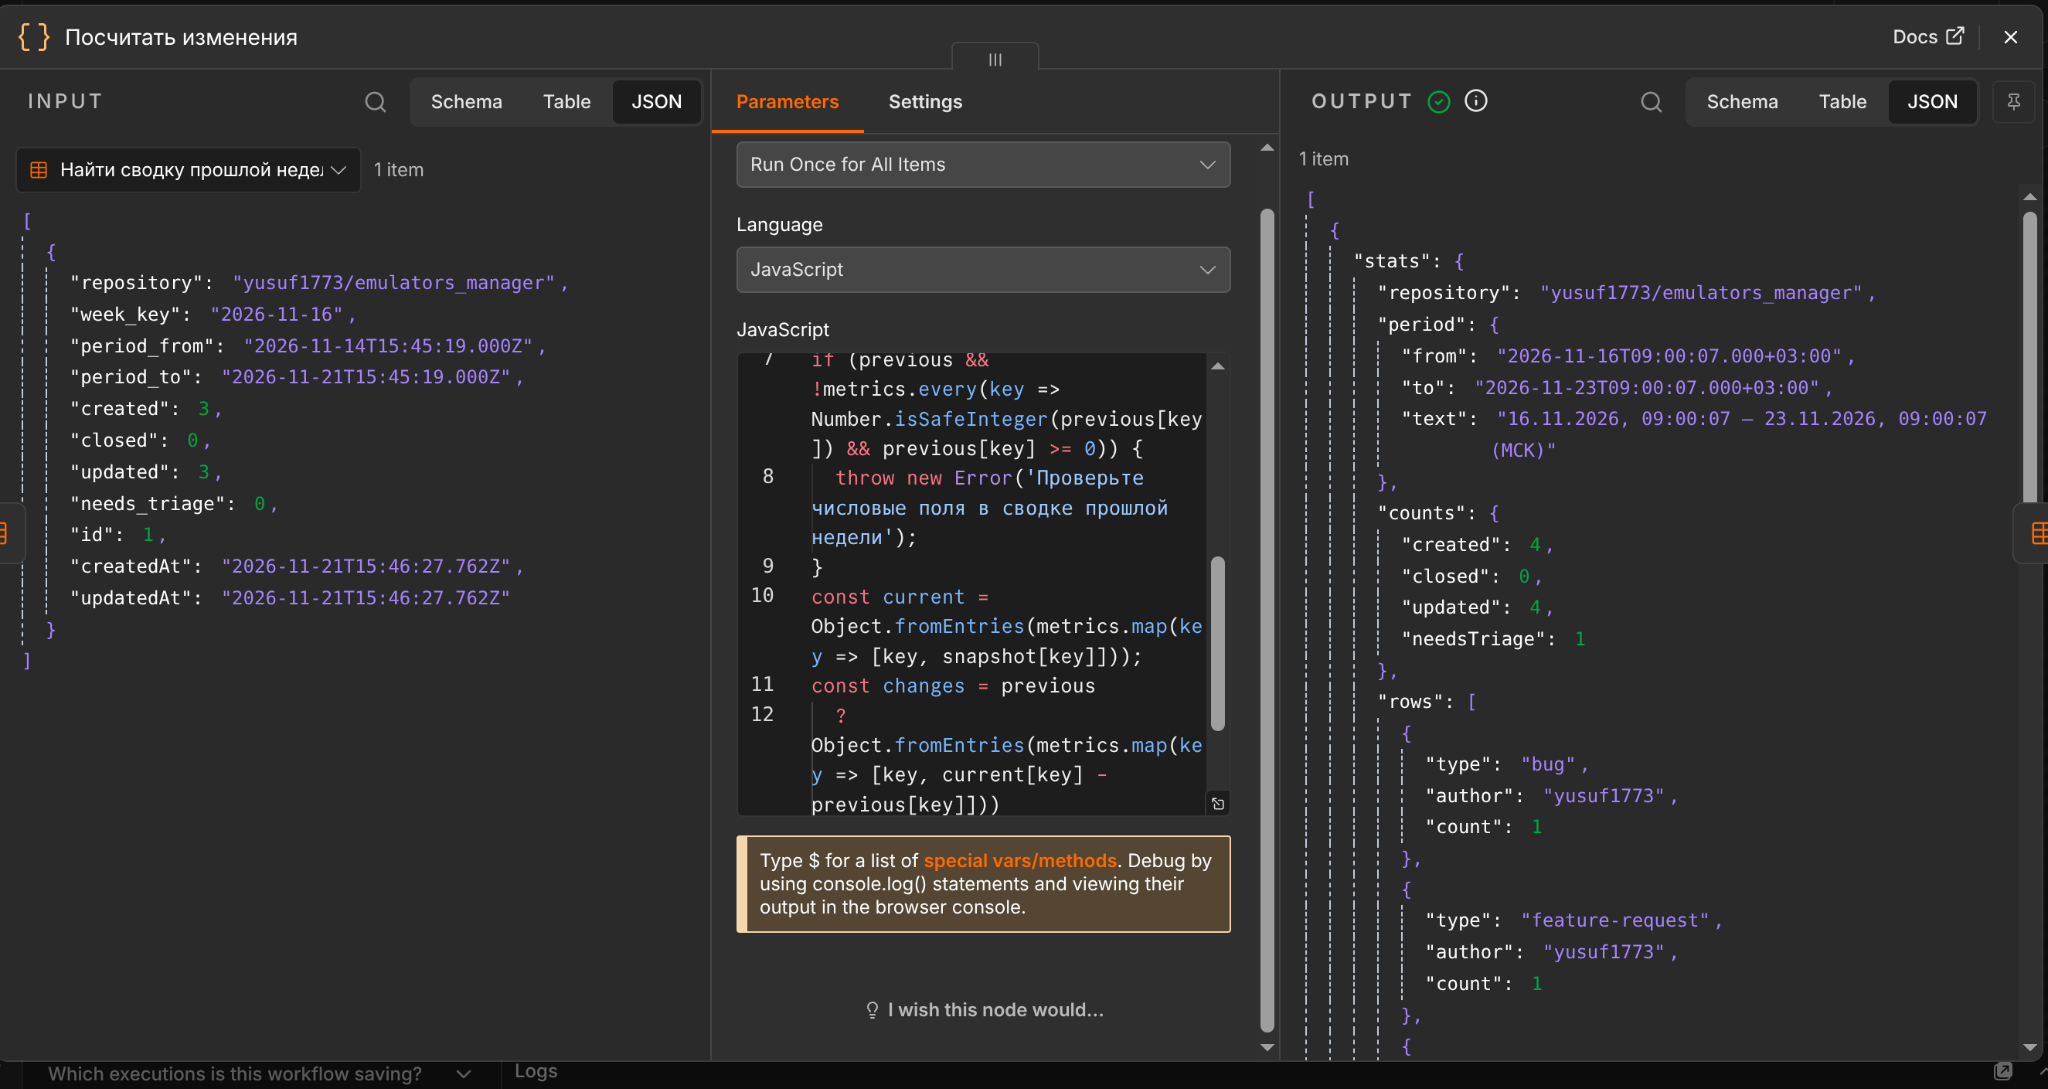 { } Посчитать изменения
Docs
INPUT
Schema Table JSON
Найти сводку прошлой неде
1 item
[
{
"repository": "yusuf1773/emulators_manager",
"week_key": "2026-11-16",
"period_from": "2026-11-14T15:45:19.000Z",
"period_to": "2026-11-21T15:45:19.000Z",
"created": 3,
"closed": 0,
"updated": 3,
"needs_triage": 0,
"id": 1,
"createdAt": "2026-11-21T15:46:27.762Z",
"updatedAt": "2026-11-21T15:46:27.762Z"
}
]
Parameters Settings
Run Once for All Items
Language
JavaScript
JavaScript
7 if (previous &&
!metrics.every(key =>
Number.isSafeInteger(previous[key
]) && previous[key] >= 0)) {
8 throw new Error('Проверьте
числовые поля в сводке прошлой
недели');
9 }
10 const current =
Object.fromEntries(metrics.map(ke
y => [key, snapshot[key]]));
11 const changes = previous
12 ?
Object.fromEntries(metrics.map(ke
y => [key, current[key] -
previous[key]]))
Type $ for a list of special vars/methods. Debug by
using console.log() statements and viewing their
output in the browser console.
I wish this node would...
OUTPUT
Schema Table JSON
1 item
[
{
"stats": {
"repository": "yusuf1773/emulators_manager",
"period": {
"from": "2026-11-16T09:00:07.000+03:00",
"to": "2026-11-23T09:00:07.000+03:00",
"text": "16.11.2026, 09:00:07 — 23.11.2026, 09:00:07
(МСК)"
},
"counts": {
"created": 4,
"closed": 0,
"updated": 4,
"needsTriage": 1
},
"rows": [
{
"type": "bug",
"author": "yusuf1773",
"count": 1
},
{
"type": "feature-request",
"author": "yusuf1773",
"count": 1
},
{
Which executions is this workflow saving?
Logs